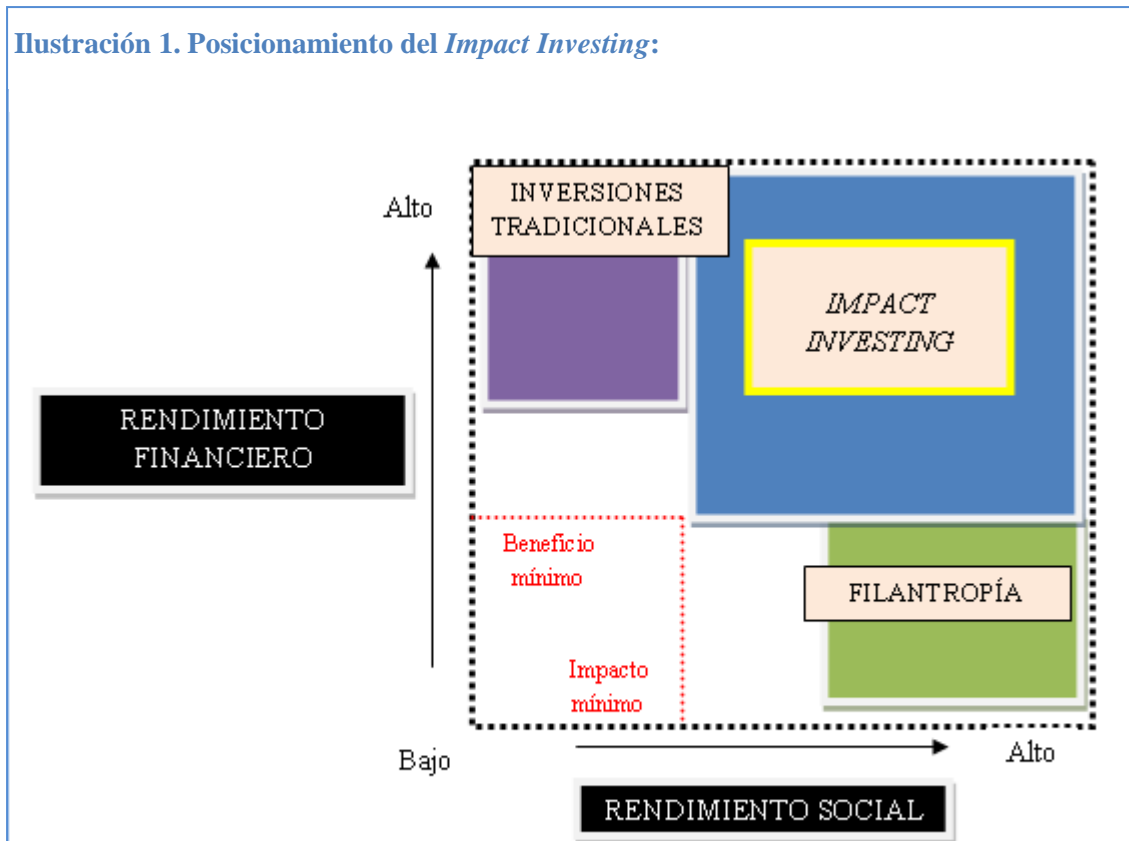 Ilustración 1. Posicionamiento del Impact Investing:
Alto
INVERSIONES
TRADICIONALES
IMPACT
INVESTING
RENDIMIENTO
FINANCIERO
Beneficio
mínimo
FILANTROPÍA
Impacto
mínimo
Bajo
Alto
RENDIMIENTO SOCIAL